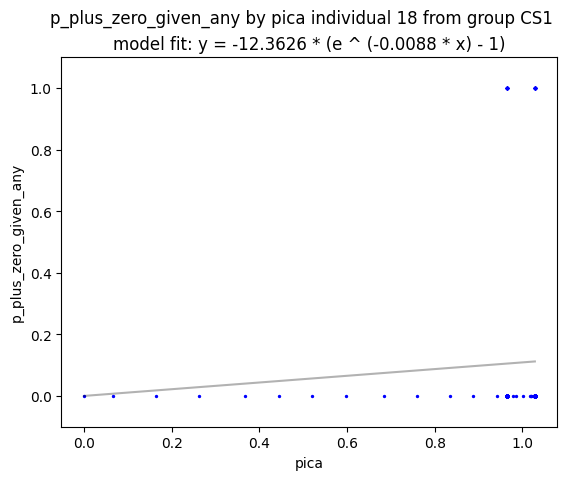 p_plus_zero_given_any by pica individual 18 from group CS1
model fit: y = -12.3626 * (e ^ (-0.0088 * x) - 1)
1.0
0.8
0.6
0.4
0.2
0.0
p_plus_zero_given_any
0.0 0.2 0.4 0.6 0.8 1.0
pica